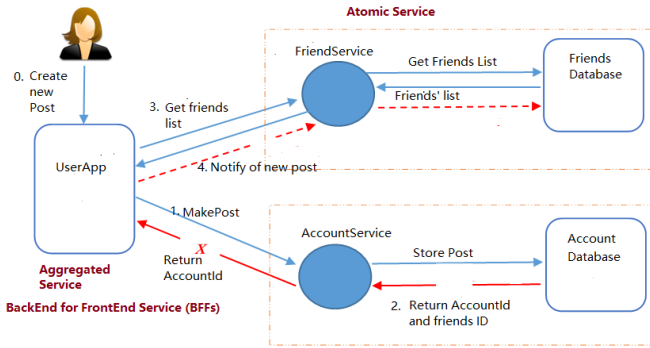 Atomic Service
FriendService
Get Friends List
Friends
Database
Friends' list
0. Create
new
Post
3. Get friends
list
UserApp
4. Notify of new post
1. MakePost
X
Return
AccountId
AccountService
Store Post
Account
Database
2. Return AccountId
and friends ID
Aggregated
Service
BackEnd for FrontEnd Service (BFFs)